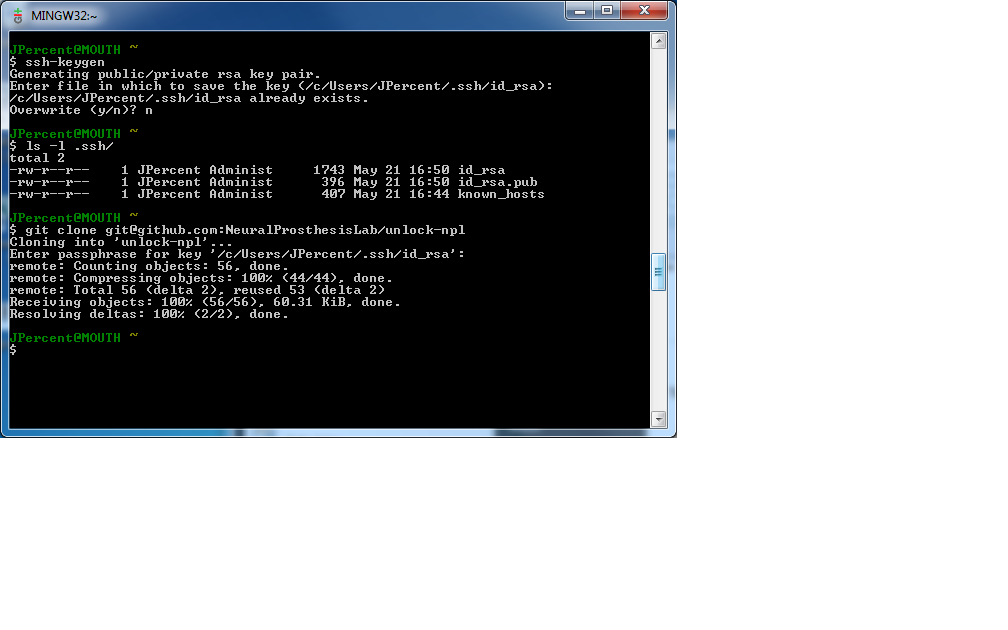 MINGW32:~
JPercent@MOUTH ~
$ ssh-keygen
Generating public/private rsa key pair.
Enter file in which to save the key (/c/Users/JPercent/.ssh/id_rsa):
/c/Users/JPercent/.ssh/id_rsa already exists.
Overwrite (y/n)? n
JPercent@MOUTH ~
$ ls -l .ssh/
total 2
-rw-r--r--    1 JPercent Administ     1743 May 21 16:50 id_rsa
-rw-r--r--    1 JPercent Administ      396 May 21 16:50 id_rsa.pub
-rw-r--r--    1 JPercent Administ      407 May 21 16:44 known_hosts
JPercent@MOUTH ~
$ git clone git@github.com:NeuralProsthesisLab/unlock-npl
Cloning into 'unlock-npl'...
Enter passphrase for key '/c/Users/JPercent/.ssh/id_rsa':
remote: Counting objects: 56, done.
remote: Compressing objects: 100% (44/44), done.
remote: Total 56 (delta 2), reused 53 (delta 2)
Receiving objects: 100% (56/56), 60.31 KiB, done.
Resolving deltas: 100% (2/2), done.
JPercent@MOUTH ~
$